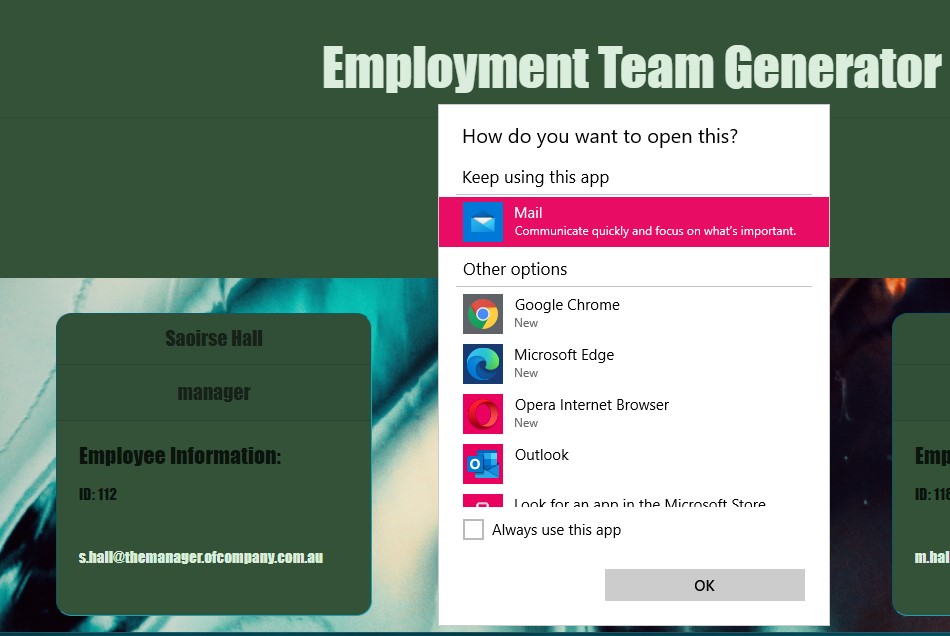 Employment Team Generator
How do you want to open this?
Keep using this app
Mail
Communicate quickly and focus on what's important.
Other options
Google Chrome
New
Microsoft Edge
New
Opera Internet Browser
New
Outlook
Look for an app in the Microsoft Store
Always use this app
OK
Saoirse Hall
manager
Employee Information:
ID: 112
s.hall@themanager.ofcompany.com.au
Emp
ID: 118
m.hal